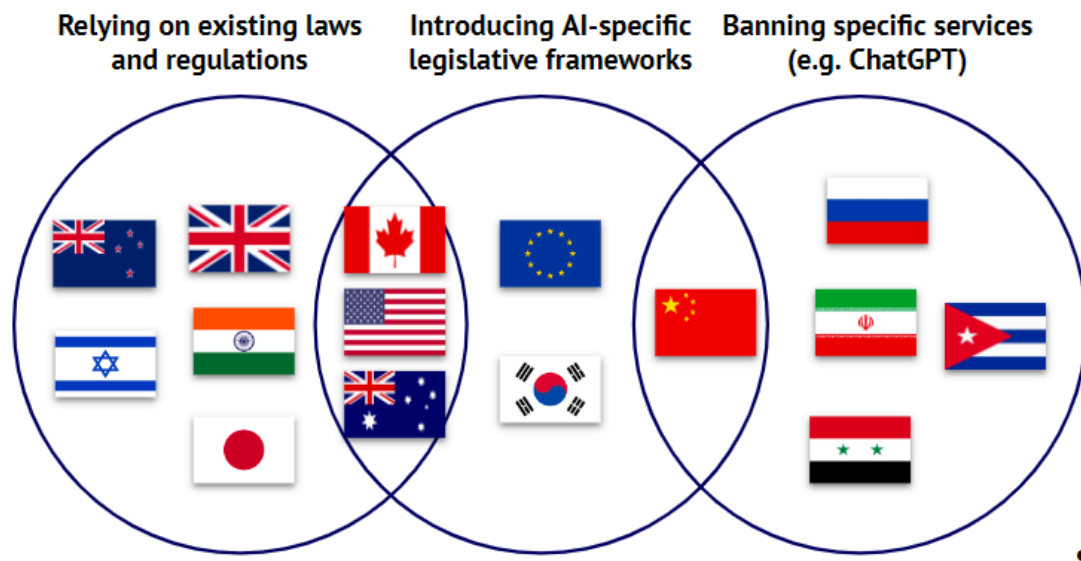 Relying on existing laws
and regulations
Introducing AI-specific
legislative frameworks
Banning specific services
(e.g. ChatGPT)